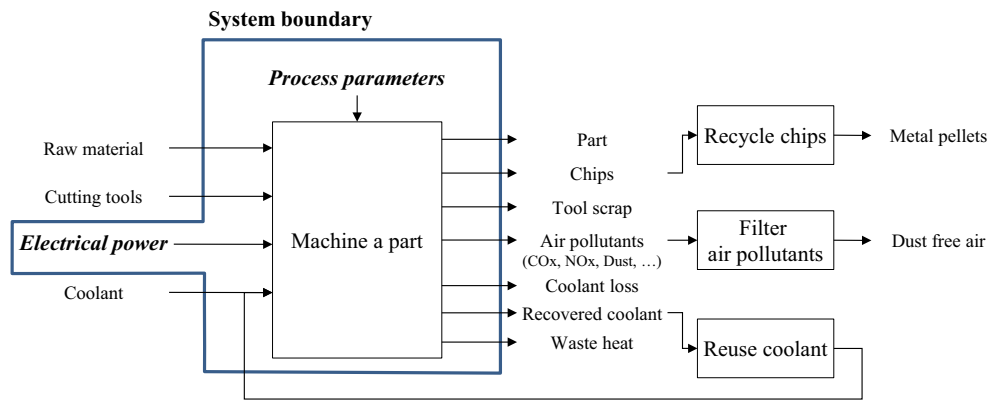 System boundary
Process parameters
Raw material
Cutting tools
Electrical power
Coolant
Machine a part
Part
Chips
Tool scrap
Air pollutants
(COx, NOx, Dust, …)
Coolant loss
Recovered coolant
Waste heat
Recycle chips
Filter
air pollutants
Reuse coolant
Metal pellets
Dust free air